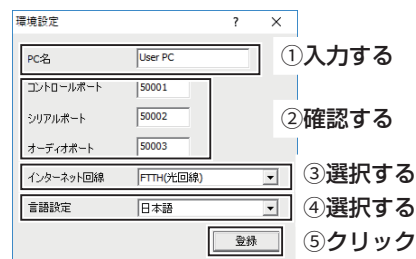 環境設定 ? ×
PC名 User PC ①入力する
コントロールポート 50001
シリアルポート 50002 ②確認する
オーディオポート 50003
インターネット回線 FTTH(光回線) ③選択する
言語設定 日本語 ④選択する
登録 ⑤クリック